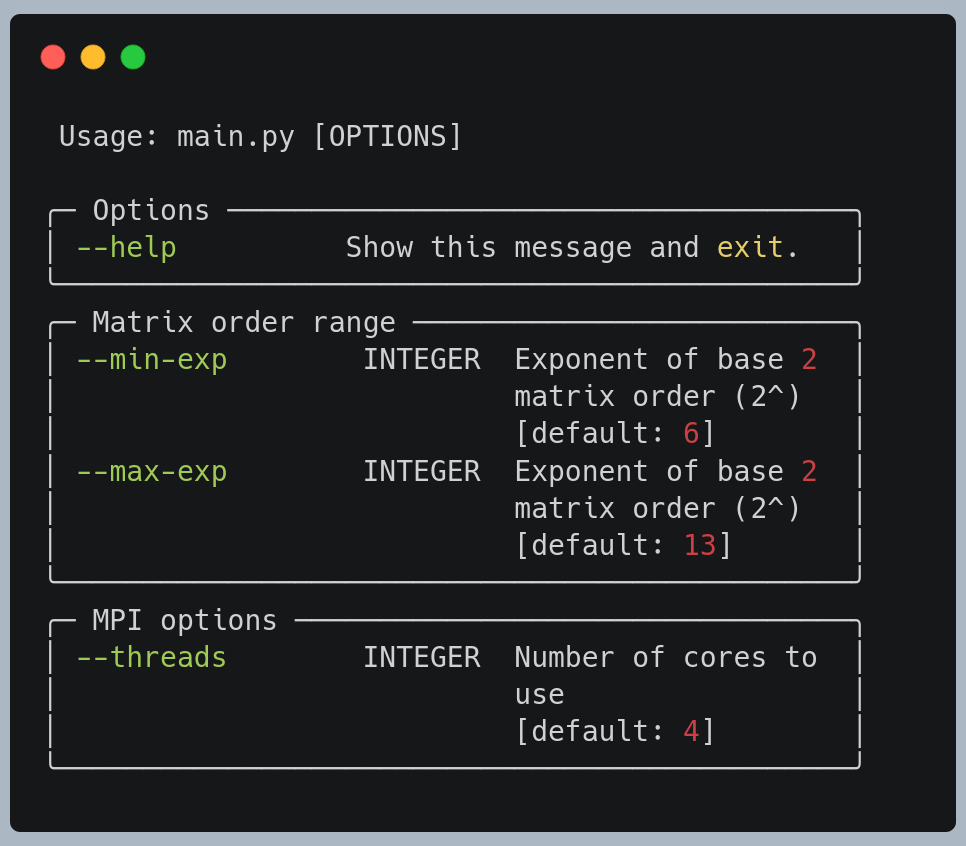 Usage: main.py [OPTIONS]
Options
--help Show this message and exit.
Matrix order range
--min-exp INTEGER Exponent of base 2
matrix order (2^)
[default: 6]
--max-exp INTEGER Exponent of base 2
matrix order (2^)
[default: 13]
MPI options
--threads INTEGER Number of cores to
use
[default: 4]